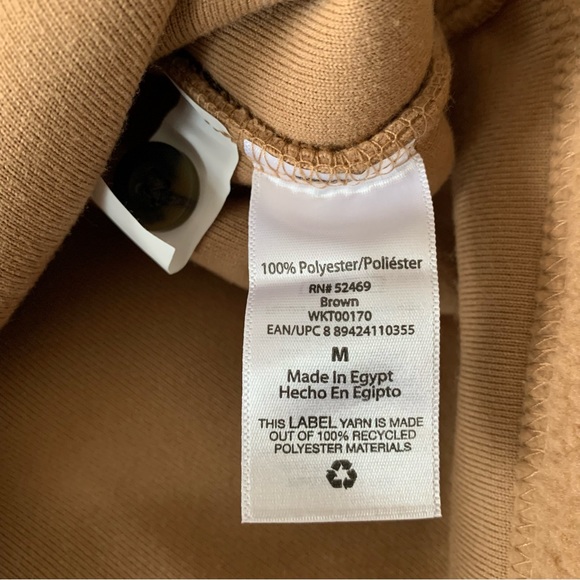 100% Polyester/Poliéster
RN# 52469
Brown
WKT00170
EAN/UPC 8 89424110355
M
Made In Egypt
Hecho En Egipto
THIS LABEL YARN IS MADE
OUT OF 100% RECYCLED
POLYESTER MATERIALS